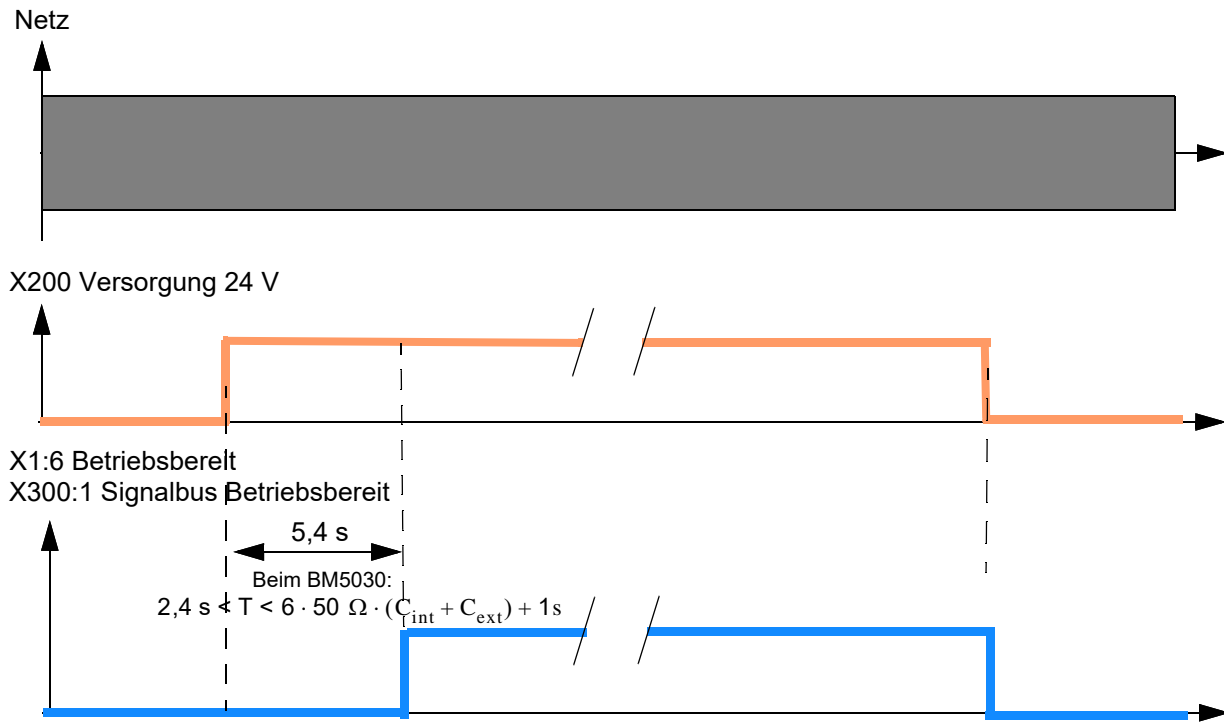 Netz
X200 Versorgung 24 V
X1:6 Betriebsbereit
X300:1 Signalbus Betriebsbereit
5,4 s
Beim BM5030:
2,4 s < T < 6 · 50 Ω · (C_int + C_ext) + 1s